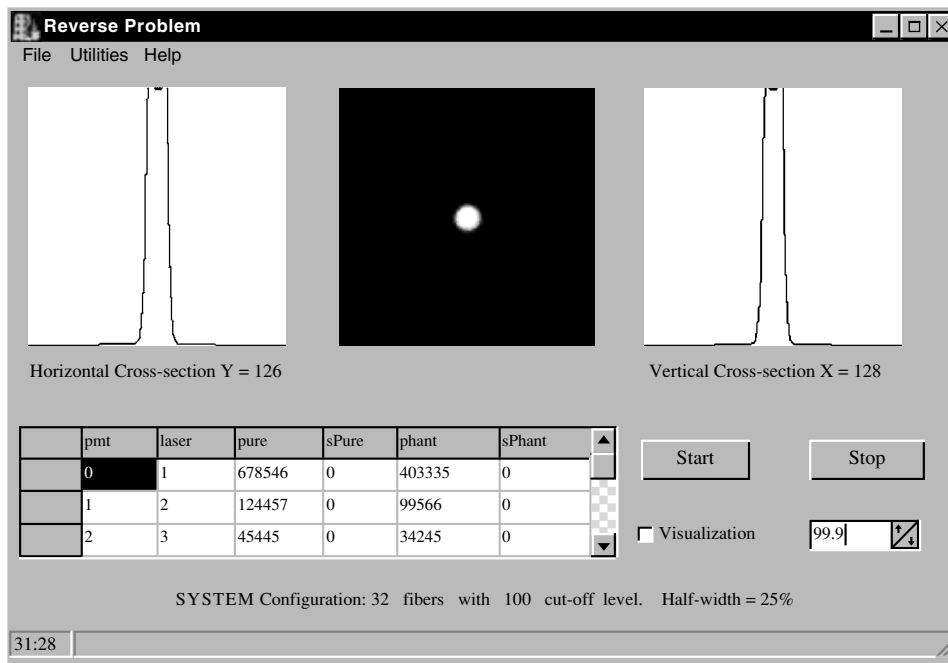 Reverse Problem
File Utilities Help
Horizontal Cross-section Y = 126
Vertical Cross-section X = 128
pmt laser pure sPure phant sPhant
0 1 678546 0 403335 0
1 2 124457 0 99566 0
2 3 45445 0 34245 0
Start Stop
Visualization 99.9
SYSTEM Configuration: 32 fibers with 100 cut-off level. Half-width = 25%
31:28